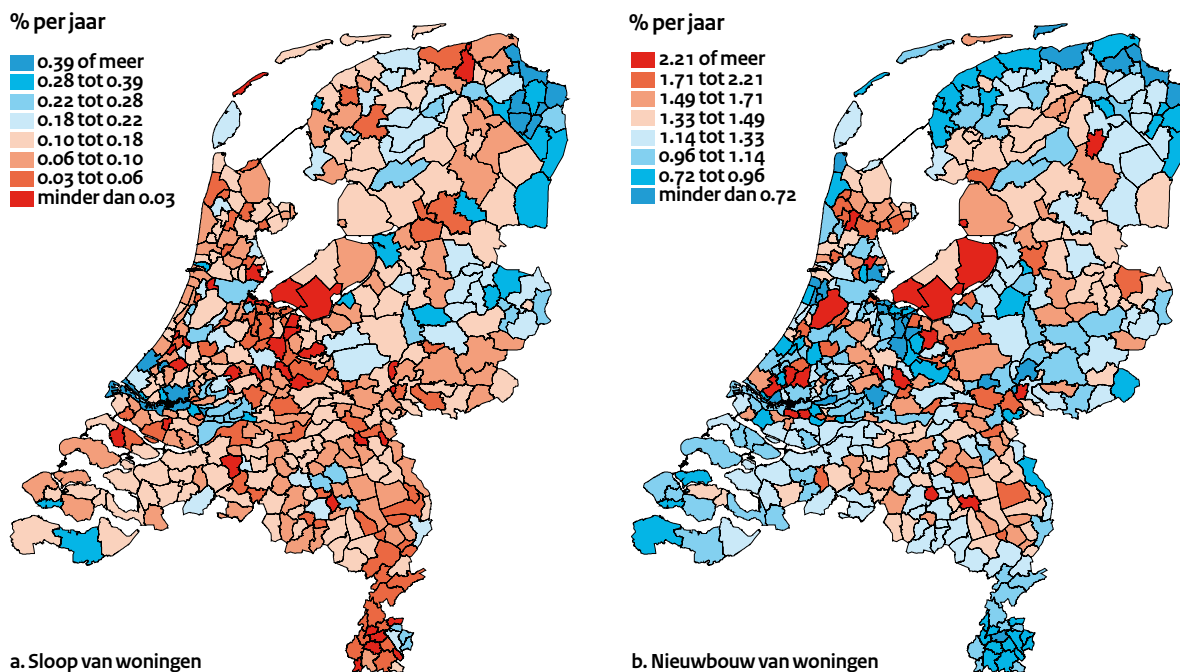 % per jaar
0.39 of meer
0.28 tot 0.39
0.22 tot 0.28
0.18 tot 0.22
0.10 tot 0.18
0.06 tot 0.10
0.03 tot 0.06
minder dan 0.03
a. Sloop van woningen
% per jaar
2.21 of meer
1.71 tot 2.21
1.49 tot 1.71
1.33 tot 1.49
1.14 tot 1.33
0.96 tot 1.14
0.72 tot 0.96
minder dan 0.72
b. Nieuwbouw van woningen